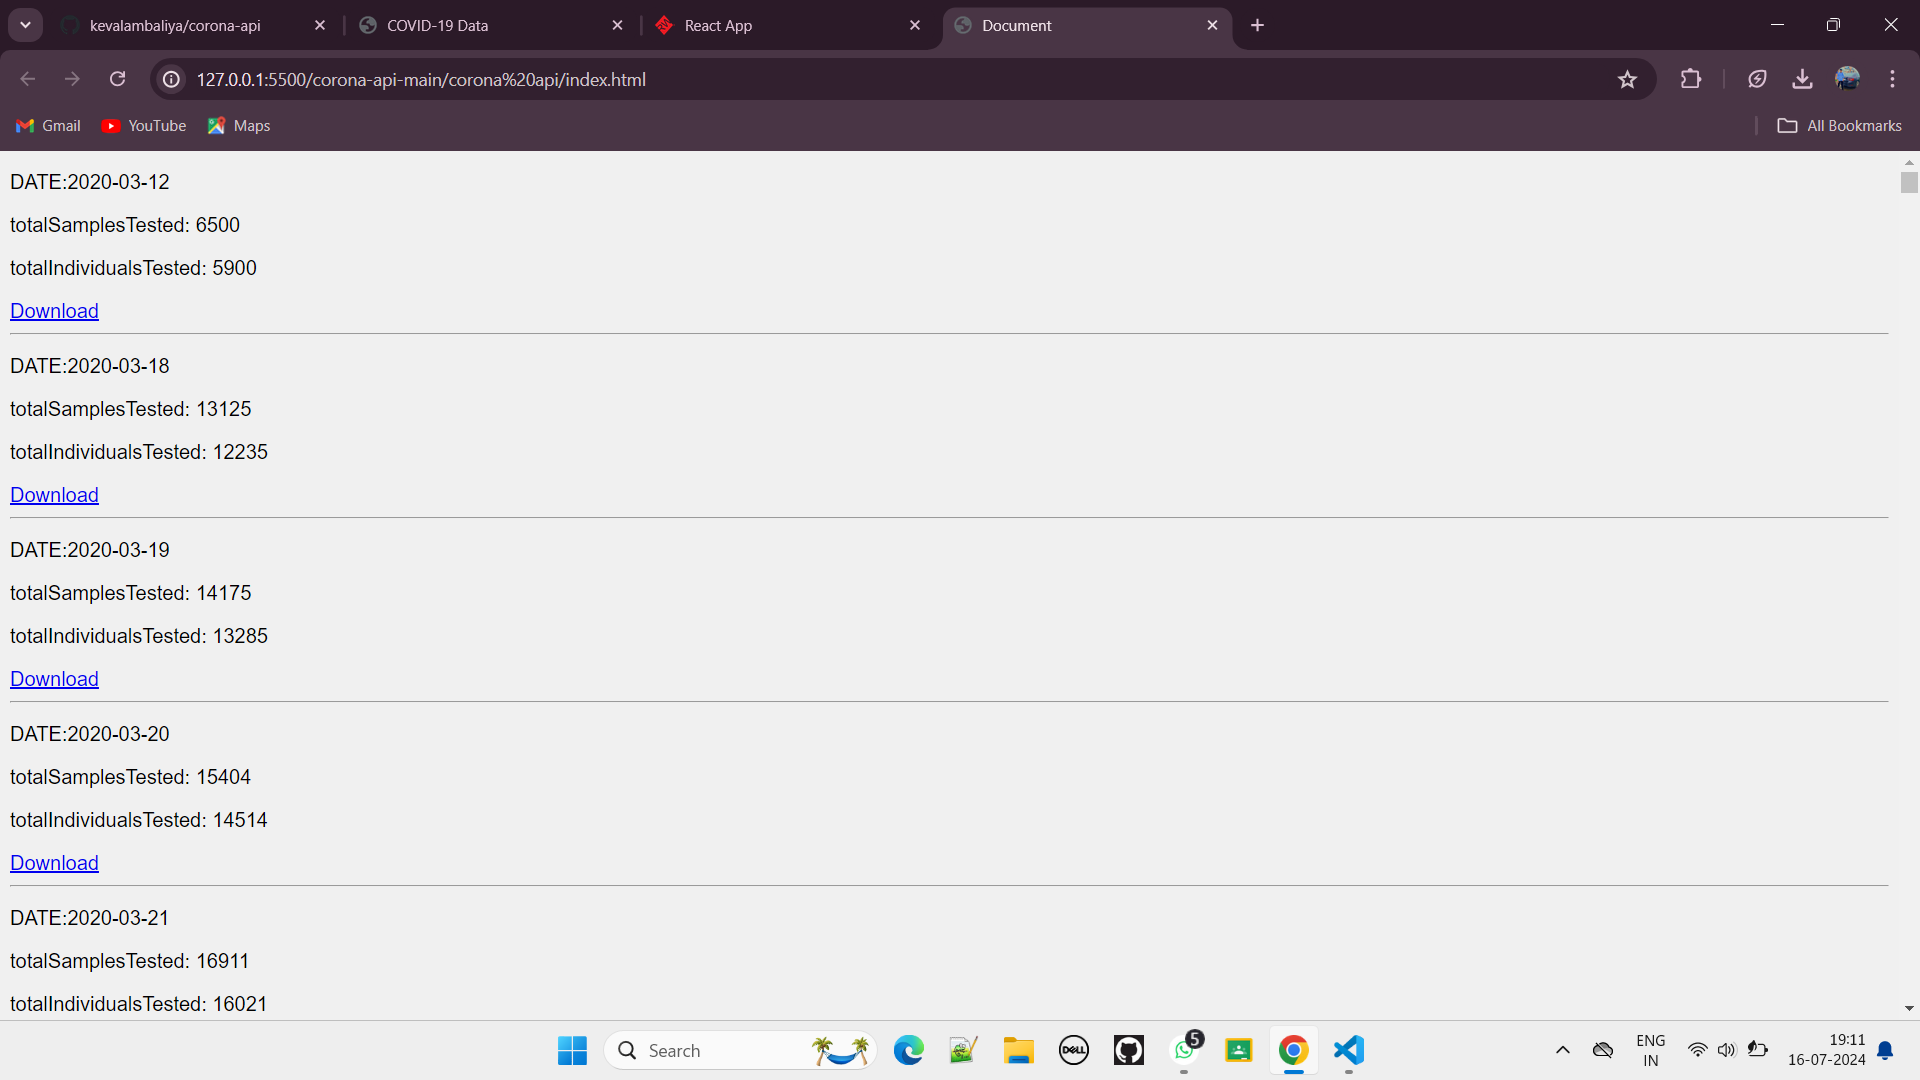 kevalambaliya/corona-api
COVID-19 Data
React App
Document
127.0.0.1:5500/corona-api-main/corona%20api/index.html
Gmail
YouTube
Maps
All Bookmarks
DATE:2020-03-12
totalSamplesTested: 6500
totalIndividualsTested: 5900
Download
DATE:2020-03-18
totalSamplesTested: 13125
totalIndividualsTested: 12235
Download
DATE:2020-03-19
totalSamplesTested: 14175
totalIndividualsTested: 13285
Download
DATE:2020-03-20
totalSamplesTested: 15404
totalIndividualsTested: 14514
Download
DATE:2020-03-21
totalSamplesTested: 16911
totalIndividualsTested: 16021
Search
DELL
5
ENG
IN
19:11
16-07-2024